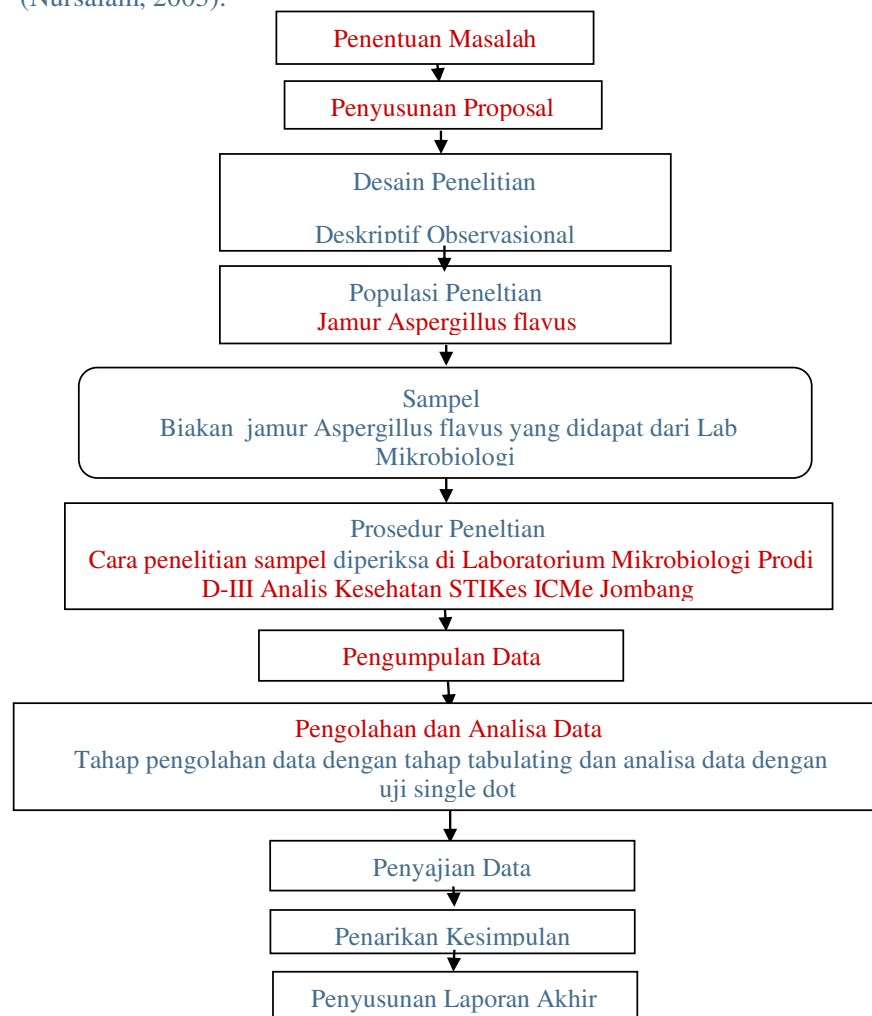 (Nursalam, 2003).
Penentuan Masalah
Penyusunan Proposal
Desain Penelitian
Deskriptif Observasional
Populasi Peneltian
Jamur Aspergillus flavus
Sampel
Biakan jamur Aspergillus flavus yang didapat dari Lab
Mikrobiologi
Prosedur Peneltian
Cara penelitian sampel diperiksa di Laboratorium Mikrobiologi Prodi
D-III Analis Kesehatan STIKes ICMe Jombang
Pengumpulan Data
Pengolahan dan Analisa Data
Tahap pengolahan data dengan tahap tabulating dan analisa data dengan
uji single dot
Penyajian Data
Penarikan Kesimpulan
Penyusunan Laporan Akhir